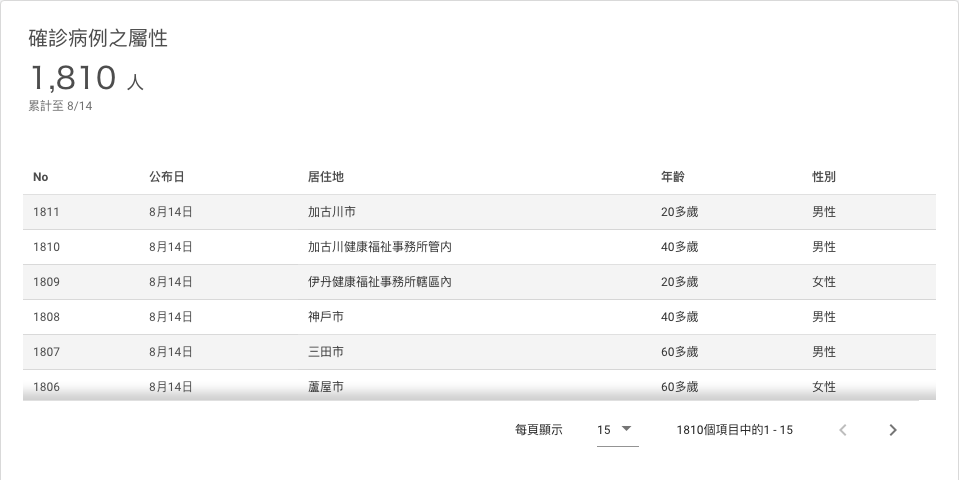 確診病例之屬性
1,810 人
累計至 8/14
No 公布日 居住地 年齡 性別
1811 8月14日 加古川市 20多歲 男性
1810 8月14日 加古川健康福祉事務所管内 40多歲 男性
1809 8月14日 伊丹健康福祉事務所轄區內 20多歲 女性
1808 8月14日 神戶市 40多歲 男性
1807 8月14日 三田市 60多歲 男性
1806 8月14日 蘆屋市 60多歲 女性
每頁顯示 15 1810個項目中的1 - 15